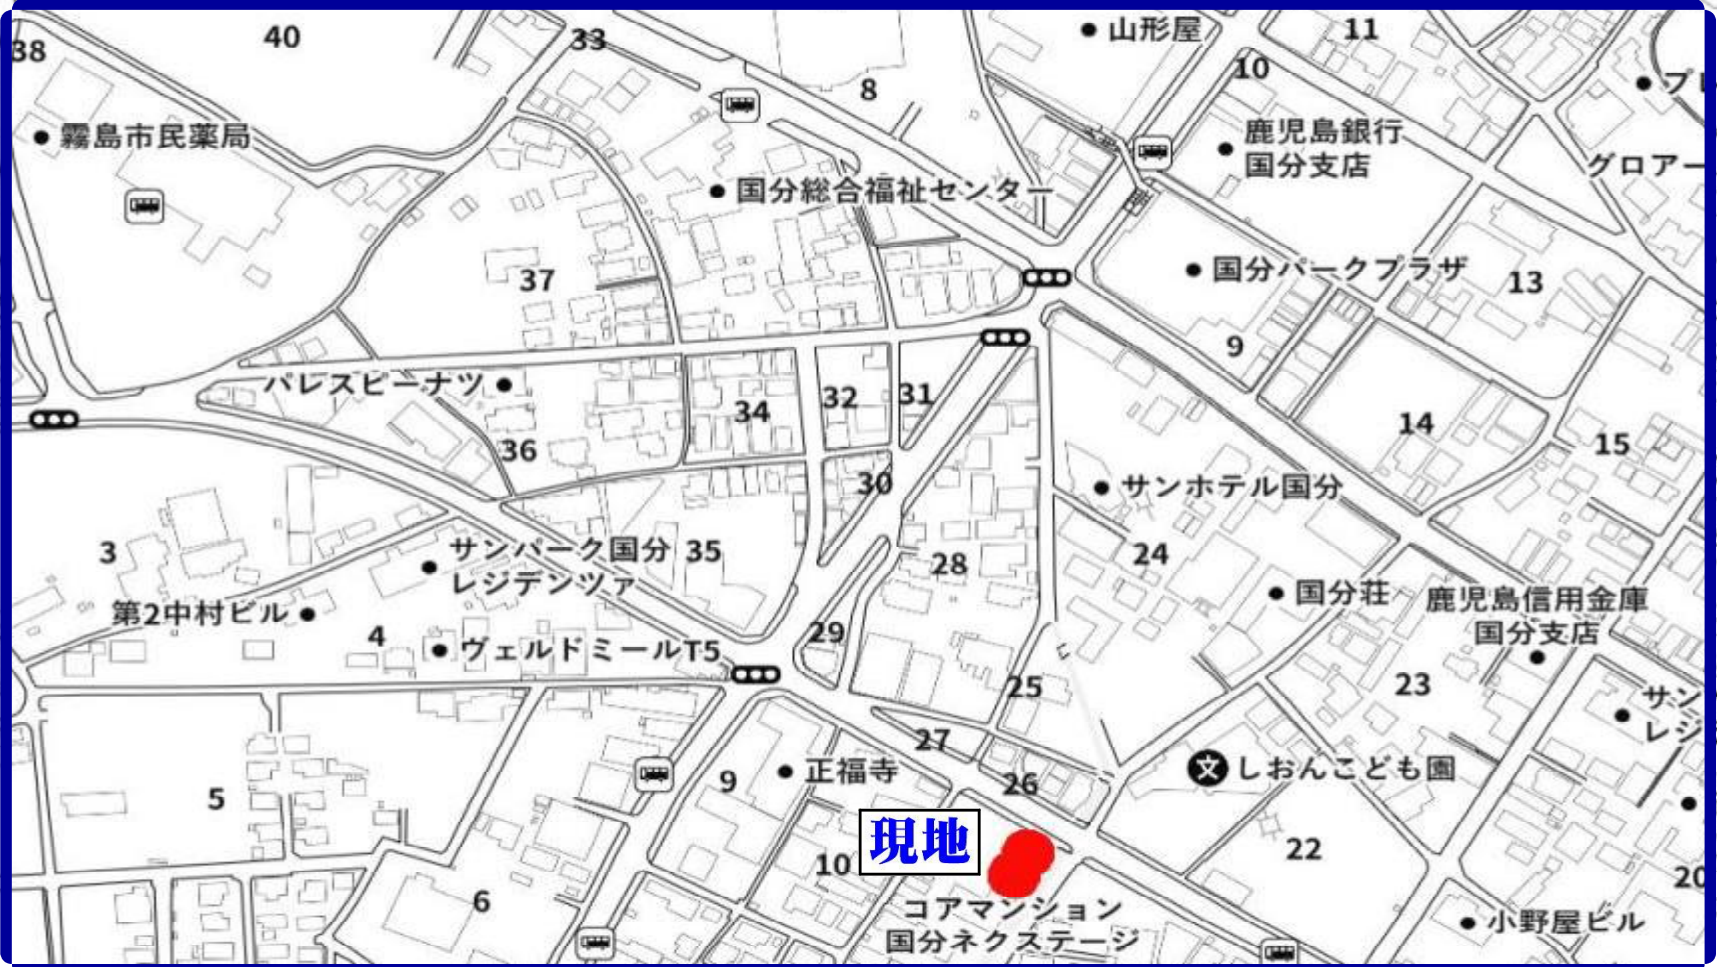 38
40
33
8
山形屋
11
10
プレ
霧島市民薬局
鹿児島銀行
国分支店
グロアー
国分総合福祉センター
37
国分パークプラザ
13
9
パレスピーナツ
34
32
31
14
15
36
30
サンホテル国分
3
サンパーク国分
レジデンツァ
35
28
24
第2中村ビル
国分荘
鹿児島信用金庫
国分支店
4
ヴェルドミールT5
29
25
23
サン
レジ
27
26
5
9
正福寺
文
しおんこども園
現地
10
22
20
6
コアマンション
国分ネクステージ
小野屋ビル